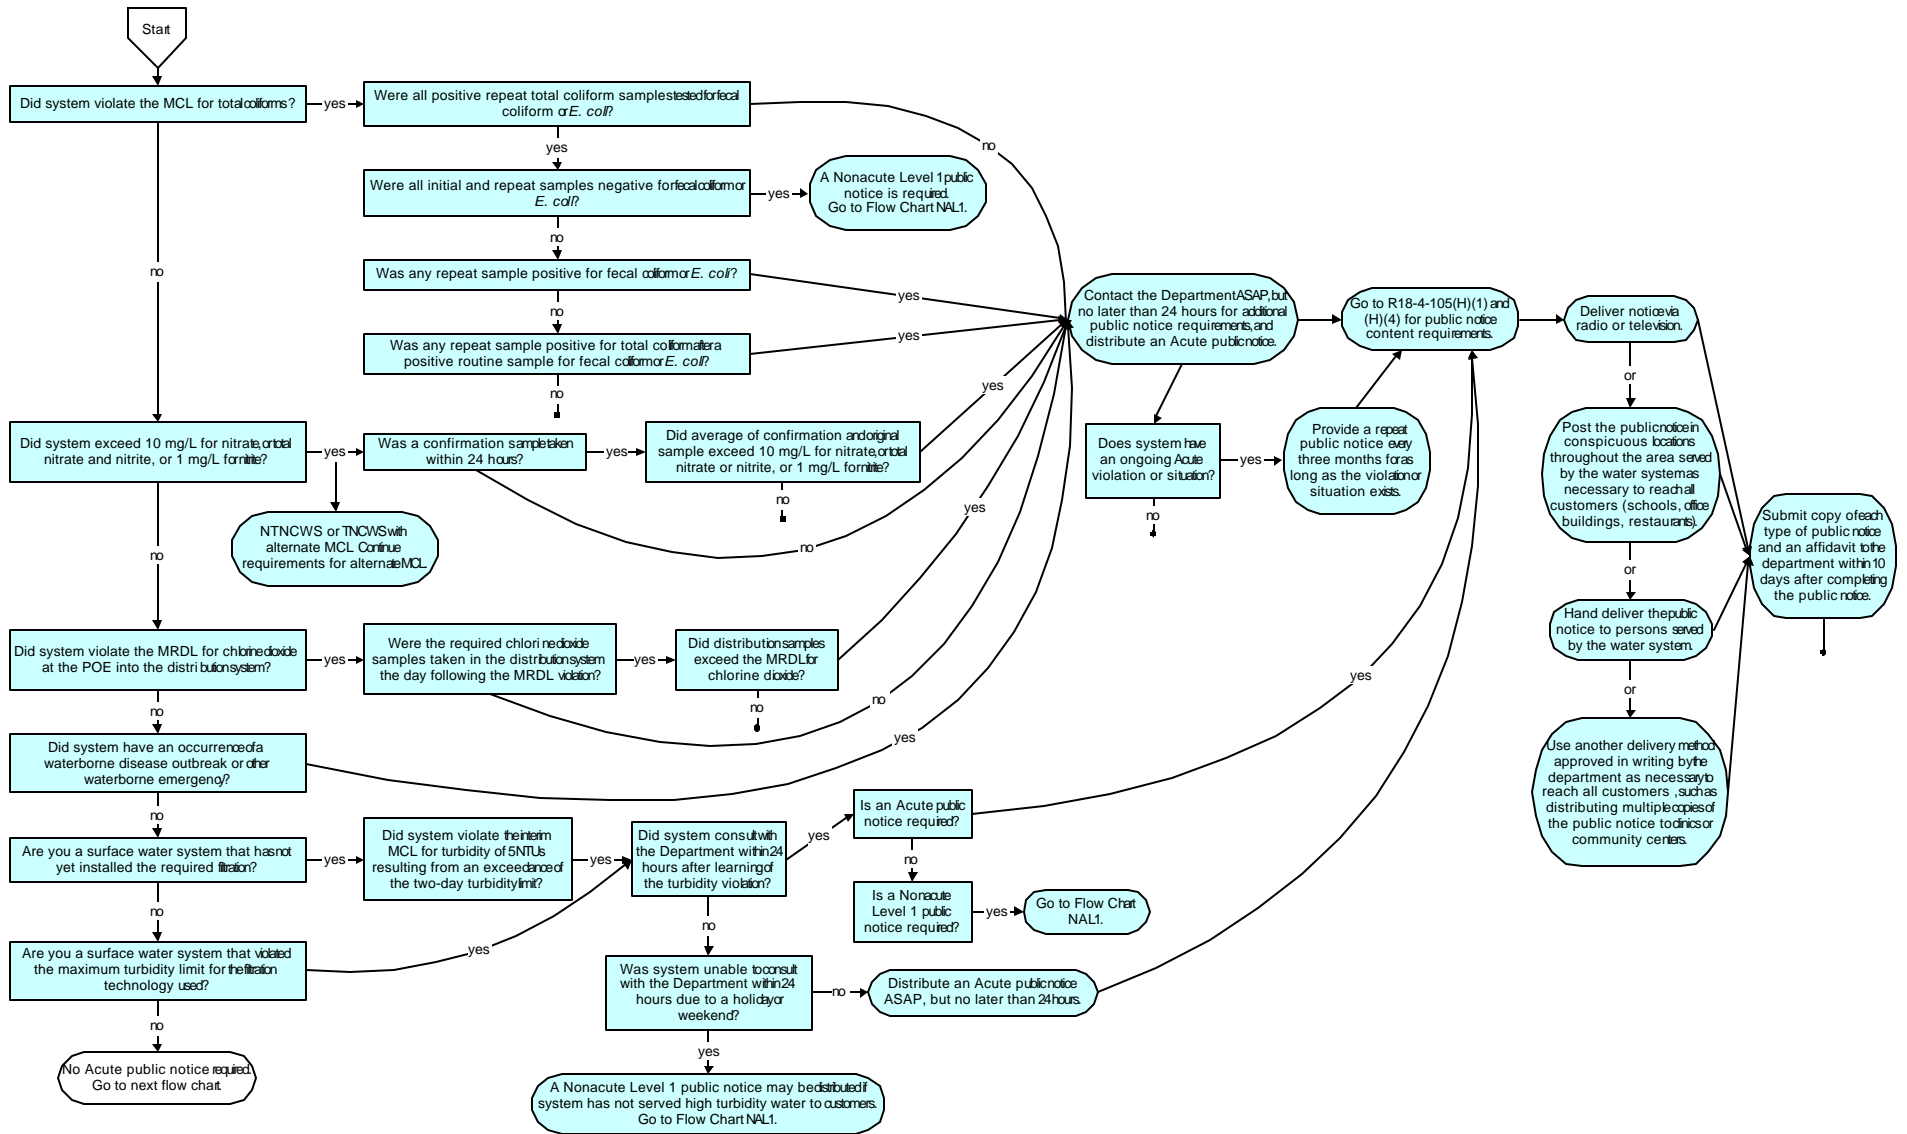 Start
Did system violate the MCL for total coliforms?
yes
Were all positive repeat total coliform samples tested for fecal
coliform or E. coli?
no
yes
Were all initial and repeat samples negative for fecal coliform or
E. coli?
yes
A Nonacute Level 1 public
notice is required.
Go to Flow Chart NAL1.
no
no
Was any repeat sample positive for fecal coliform or E. coli?
yes
no
Was any repeat sample positive for total coliform after a
positive routine sample for fecal coliform or E. coli?
yes
no
Contact the Department ASAP, but
no later than 24 hours for additional
public notice requirements, and
distribute an Acute public notice.
Go to R18-4-105(H)(1) and
(H)(4) for public notice
content requirements.
Deliver notice via
radio or television.
or
Post the public notice in
conspicuous locations
throughout the area served
by the water system as
necessary to reach all
customers (schools, office
buildings, restaurants).
or
Hand deliver the public
notice to persons served
by the water system.
or
Use another delivery method
approved in writing by the
department as necessary to
reach all customers , such as
distributing multiple copies of
the public notice to clinics or
community centers.
Submit copy of each
type of public notice
and an affidavit to the
department within 10
days after completing
the public notice.
Does system have
an ongoing Acute
violation or situation?
yes
Provide a repeat
public notice every
three months for as
long as the violation or
situation exists.
no
Did system exceed 10 mg/L for nitrate, or total
nitrate and nitrite, or 1 mg/L for nitrite?
yes
Was a confirmation sample taken
within 24 hours?
yes
Did average of confirmation and original
sample exceed 10 mg/L for nitrate, or total
nitrate or nitrite, or 1 mg/L for nitrite?
yes
no
no
NTNCWS or TNCWS with
alternate MCL Continue
requirements for alternate MCL.
no
Did system violate the MRDL for chlorine dioxide
at the POE into the distribution system?
yes
Were the required chlorine dioxide
samples taken in the distribution system
the day following the MRDL violation?
yes
Did distribution samples
exceed the MRDL for
chlorine dioxide?
yes
no
no
no
Did system have an occurrence of a
waterborne disease outbreak or other
waterborne emergency?
yes
no
Are you a surface water system that has not
yet installed the required filtration?
yes
Did system violate the interim
MCL for turbidity of 5 NTUs
resulting from an exceedance of
the two-day turbidity limit?
yes
Did system consult with
the Department within 24
hours after learning of
the turbidity violation?
yes
Is an Acute public
notice required?
yes
no
Is a Nonacute
Level 1 public
notice required?
yes
Go to Flow Chart
NAL1.
no
Are you a surface water system that violated
the maximum turbidity limit for the filtration
technology used?
yes
no
Was system unable to consult
with the Department within 24
hours due to a holiday or
weekend?
no
Distribute an Acute public notice
ASAP, but no later than 24 hours.
yes
A Nonacute Level 1 public notice may be distributed if
system has not served high turbidity water to customers.
Go to Flow Chart NAL1.
no
No Acute public notice required.
Go to next flow chart.